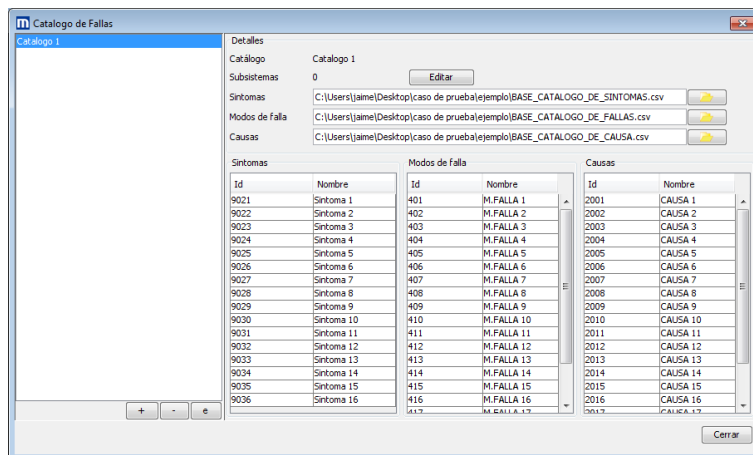 m Catalogo de Fallas
Catalogo 1
Detalles
Catálogo Catalogo 1
Subsistemas 0 Editar
Sintomas C:\Users\jaime\Desktop\caso de prueba\ejemplo\BASE_CATALOGO_DE_SINTOMAS.csv
Modos de falla C:\Users\jaime\Desktop\caso de prueba\ejemplo\BASE_CATALOGO_DE_FALLAS.csv
Causas C:\Users\jaime\Desktop\caso de prueba\ejemplo\BASE_CATALOGO_DE_CAUSA.csv
Sintomas Modos de falla Causas
Id Nombre Id Nombre Id Nombre
9021 Sintoma 1 401 M.FALLA 1 2001 CAUSA 1
9022 Sintoma 2 402 M.FALLA 2 2002 CAUSA 2
9023 Sintoma 3 403 M.FALLA 3 2003 CAUSA 3
9024 Sintoma 4 404 M.FALLA 4 2004 CAUSA 4
9025 Sintoma 5 405 M.FALLA 5 2005 CAUSA 5
9026 Sintoma 6 406 M.FALLA 6 2006 CAUSA 6
9027 Sintoma 7 407 M.FALLA 7 2007 CAUSA 7
9028 Sintoma 8 408 M.FALLA 8 2008 CAUSA 8
9029 Sintoma 9 409 M.FALLA 9 2009 CAUSA 9
9030 Sintoma 10 410 M.FALLA 10 2010 CAUSA 10
9031 Sintoma 11 411 M.FALLA 11 2011 CAUSA 11
9032 Sintoma 12 412 M.FALLA 12 2012 CAUSA 12
9033 Sintoma 13 413 M.FALLA 13 2013 CAUSA 13
9034 Sintoma 14 414 M.FALLA 14 2014 CAUSA 14
9035 Sintoma 15 415 M.FALLA 15 2015 CAUSA 15
9036 Sintoma 16 416 M.FALLA 16 2016 CAUSA 16
417 M.FALLA 17 2017 CAUSA 17
+ - e
Cerrar